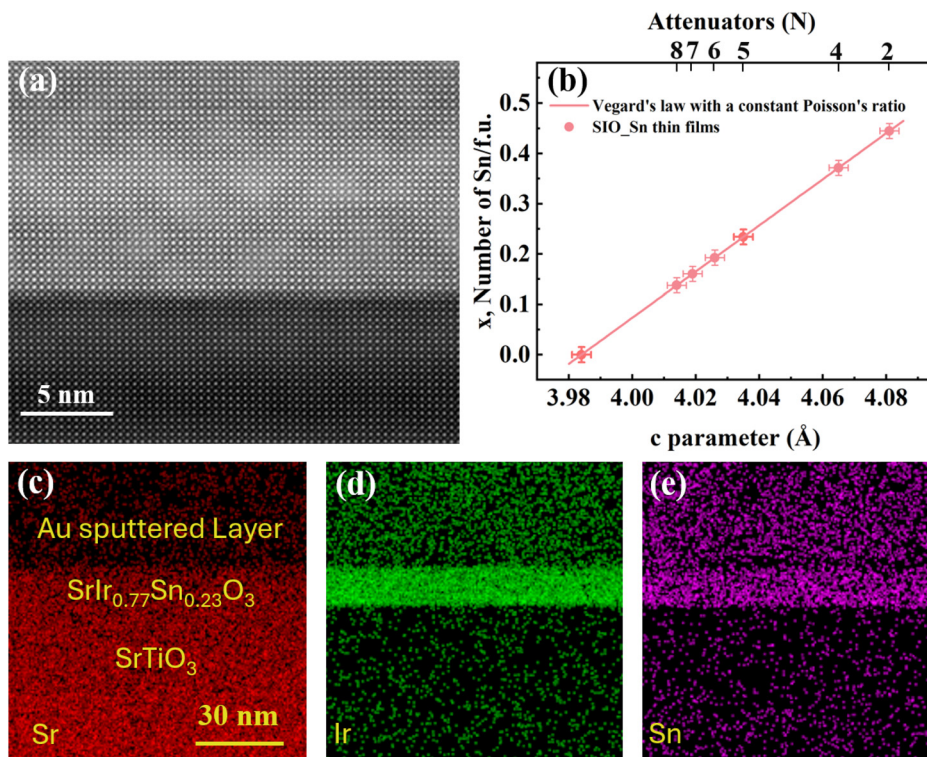 (a)
5 nm
Attenuators (N)
8 7 6 5 4 2
(b)
Vegard's law with a constant Poisson's ratio
SIO_Sn thin films
x, Number of Sn/f.u.
0.5
0.4
0.3
0.2
0.1
0.0
3.98 4.00 4.02 4.04 4.06 4.08
c parameter (Å)
(c)
Au sputtered Layer
SrIr₀.₇₇Sn₀.₂₃O₃
SrTiO₃
30 nm
Sr
(d)
Ir
(e)
Sn